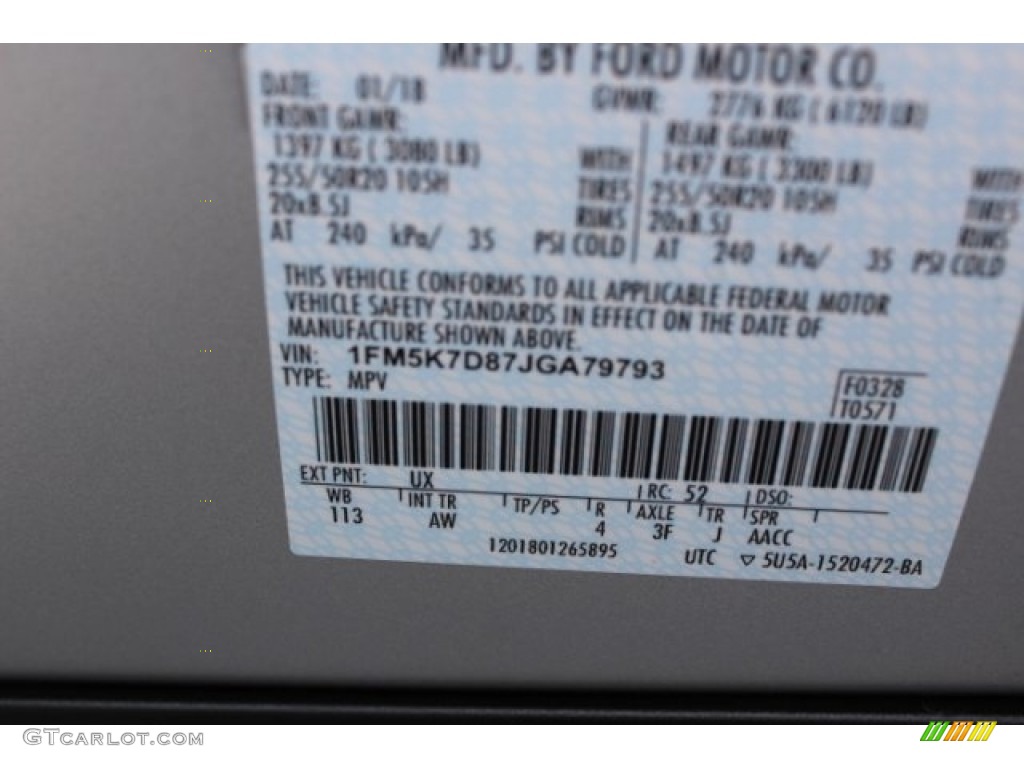 MFD. BY FORD MOTOR CO.
DATE: 01/18 GVWR: 2776 KG ( 6120 LB)
FRONT GAWR: REAR GAWR:
1397 KG ( 3080 LB) WITH 1497 KG ( 3300 LB) WITH
255/50R20 105H TIRES 255/50R20 105H TIRES
20x8.5J RIMS 20x8.5J RIMS
AT 240 kPa/ 35 PSI COLD AT 240 kPa/ 35 PSI COLD
THIS VEHICLE CONFORMS TO ALL APPLICABLE FEDERAL MOTOR
VEHICLE SAFETY STANDARDS IN EFFECT ON THE DATE OF
MANUFACTURE SHOWN ABOVE.
VIN: 1FM5K7D87JGA79793
TYPE: MPV
F0328
T0571
EXT PNT: UX RC: 52 DSO:
WB INT TR TP/PS R AXLE TR SPR
113 AW 4 3F J AACC
1201801265895 UTC ▽ 5U5A-1520472-BA
GTcarlot.com